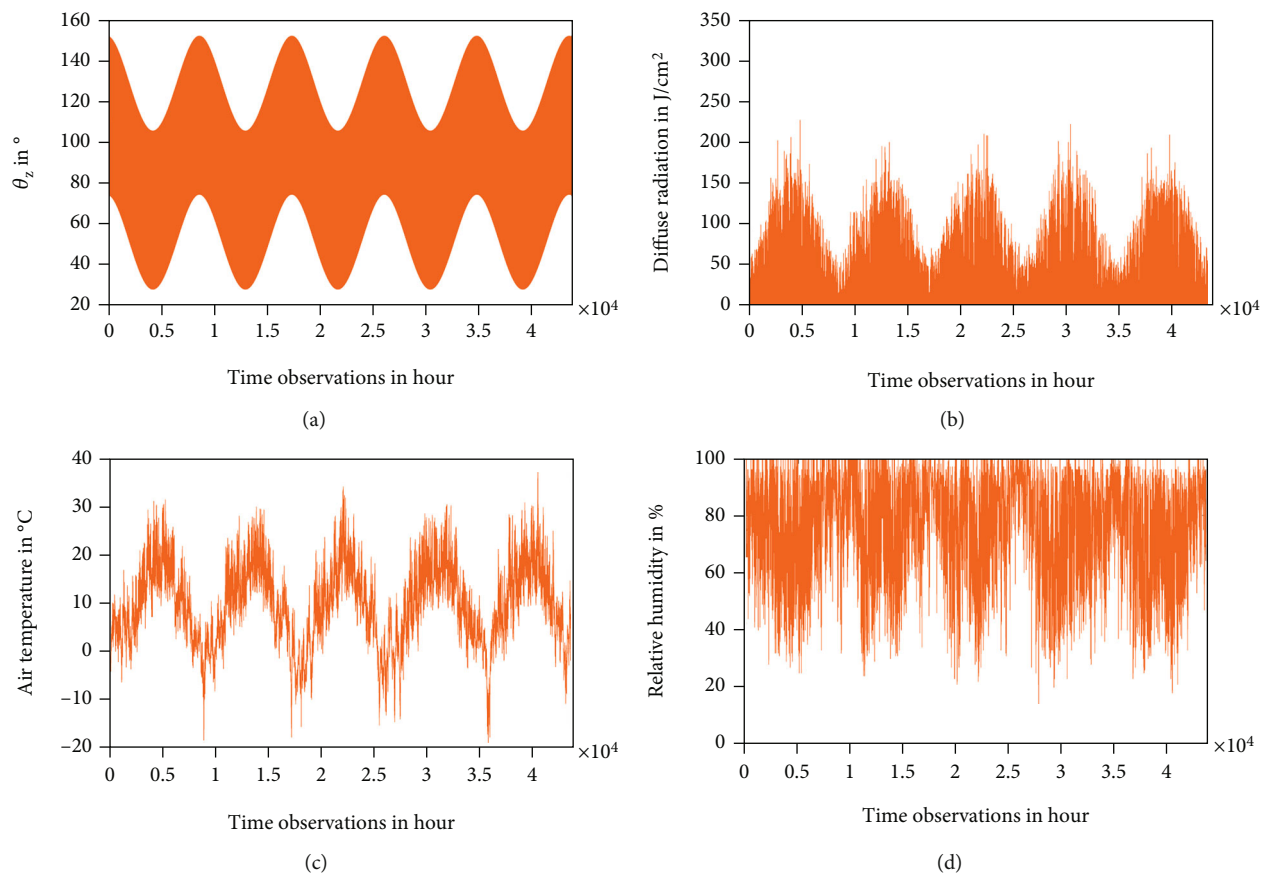 160
140
120
100
80
60
40
20
θz in °
0 0.5 1 1.5 2 2.5 3 3.5 4
×10⁴
Time observations in hour
(a)
350
300
250
200
150
100
50
0
Diffuse radiation in J/cm²
0 0.5 1 1.5 2 2.5 3 3.5 4
×10⁴
Time observations in hour
(b)
40
30
20
10
0
–10
–20
Air temperature in °C
0 0.5 1 1.5 2 2.5 3 3.5 4
×10⁴
Time observations in hour
(c)
100
80
60
40
20
0
Relative humidity in %
0 0.5 1 1.5 2 2.5 3 3.5 4
×10⁴
Time observations in hour
(d)